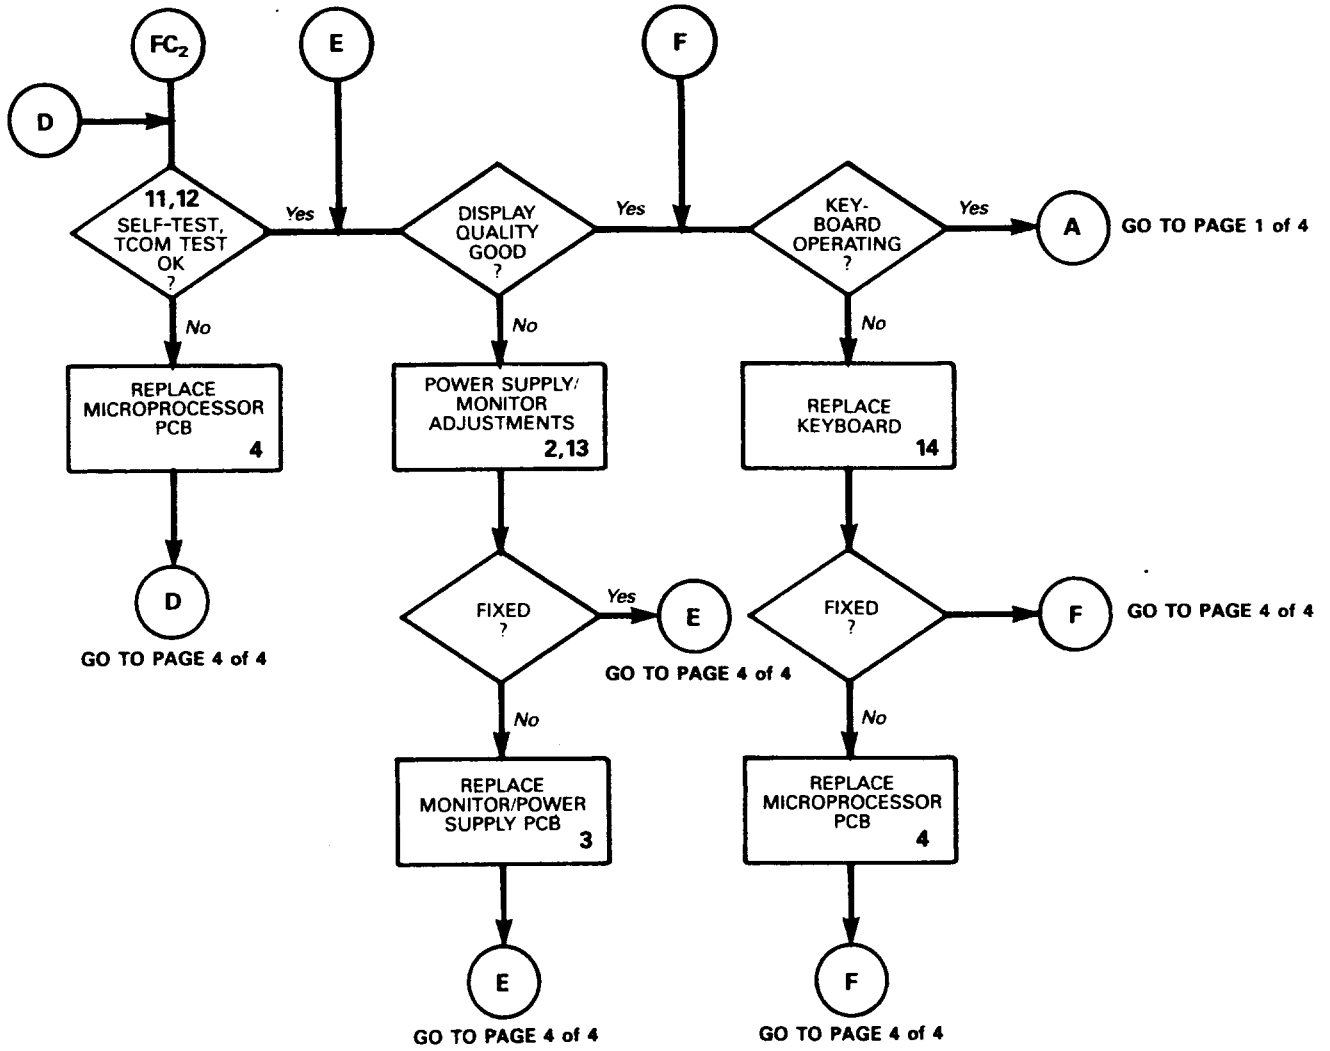 FC₂
E
F
D
11,12
SELF-TEST,
TCOM TEST
OK
?
Yes
DISPLAY
QUALITY
GOOD
?
Yes
KEY-
BOARD
OPERATING
?
Yes
A
GO TO PAGE 1 of 4
No
No
No
REPLACE
MICROPROCESSOR
PCB
4
POWER SUPPLY/
MONITOR
ADJUSTMENTS
2,13
REPLACE
KEYBOARD
14
D
GO TO PAGE 4 of 4
FIXED
?
Yes
E
GO TO PAGE 4 of 4
FIXED
?
F
GO TO PAGE 4 of 4
No
No
REPLACE
MONITOR/POWER
SUPPLY PCB
3
REPLACE
MICROPROCESSOR
PCB
4
E
GO TO PAGE 4 of 4
F
GO TO PAGE 4 of 4